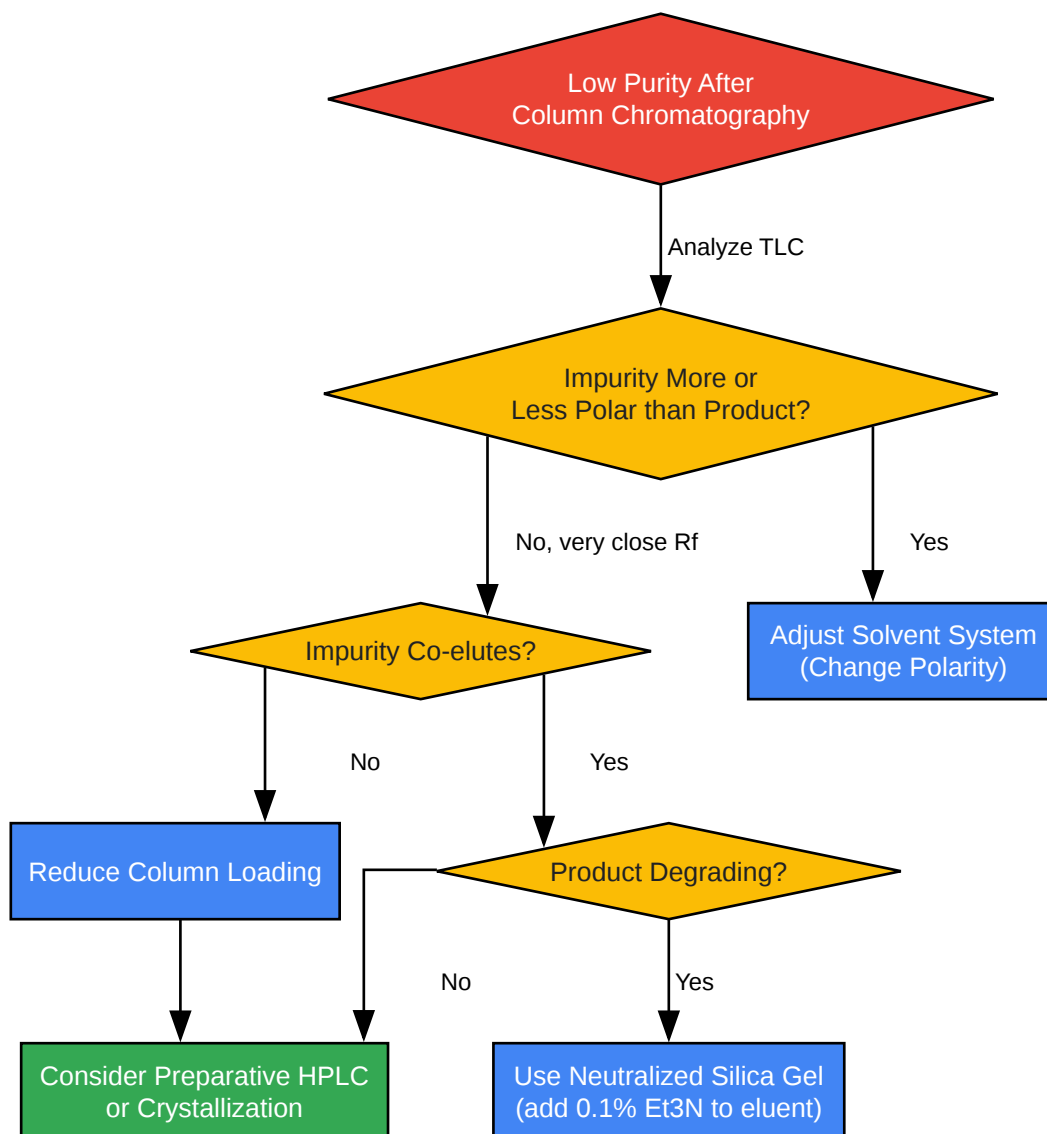 Low Purity After
Column Chromatography
Analyze TLC
Impurity More or
Less Polar than Product?
No, very close Rf
Yes
Impurity Co-elutes?
Adjust Solvent System
(Change Polarity)
No
Yes
Reduce Column Loading
Product Degrading?
No
Yes
Consider Preparative HPLC
or Crystallization
Use Neutralized Silica Gel
(add 0.1% Et3N to eluent)